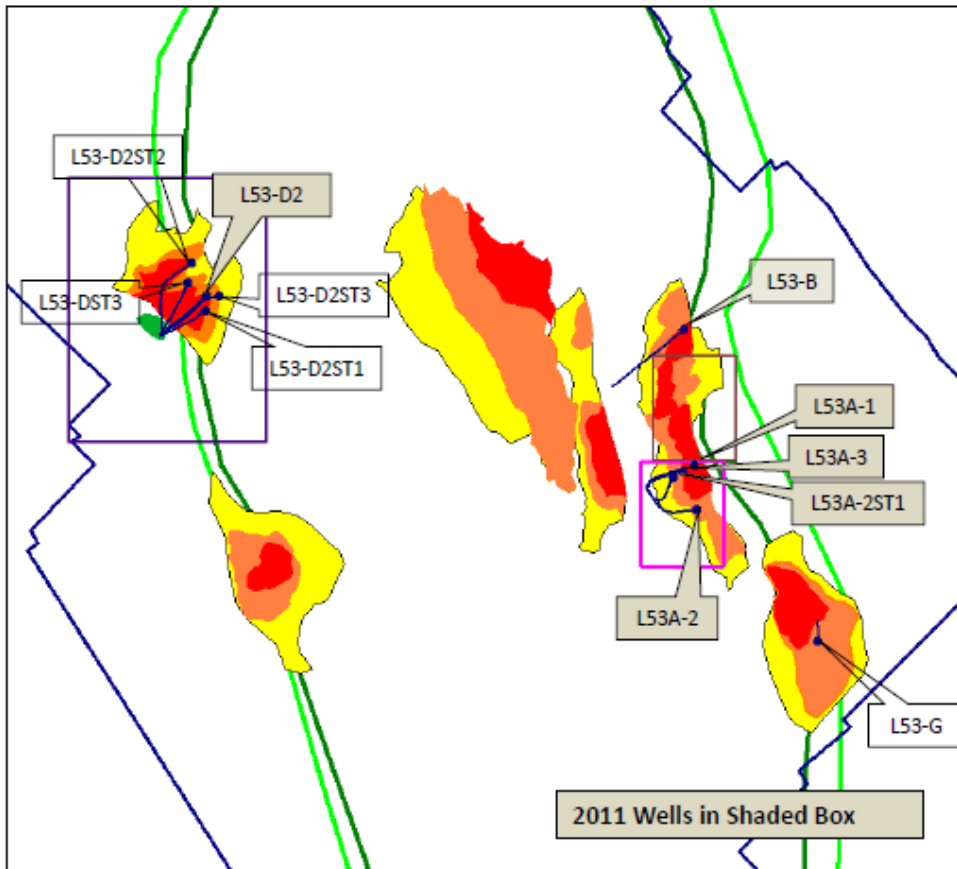 L53-D2ST2
L53-D2
L53-B
L53-DST3
L53-D2ST3
L53-D2ST1
L53A-1
L53A-3
L53A-2ST1
L53A-2
L53-G
2011 Wells in Shaded Box